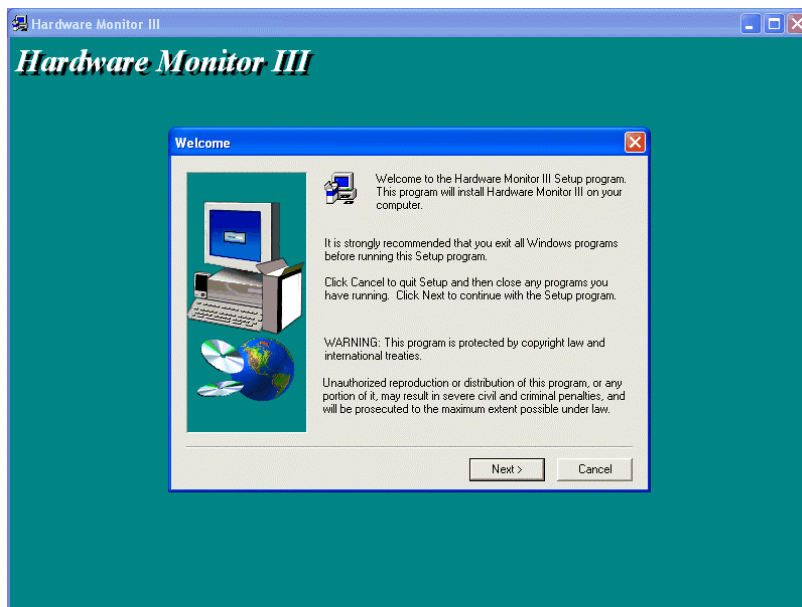 Hardware Monitor III
Hardware Monitor III
Welcome
Welcome to the Hardware Monitor III Setup program.
This program will install Hardware Monitor III on your
computer.
It is strongly recommended that you exit all Windows programs
before running this Setup program.
Click Cancel to quit Setup and then close any programs you
have running. Click Next to continue with the Setup program.
WARNING: This program is protected by copyright law and
international treaties.
Unauthorized reproduction or distribution of this program, or any
portion of it, may result in severe civil and criminal penalties, and
will be prosecuted to the maximum extent possible under law.
Next >
Cancel